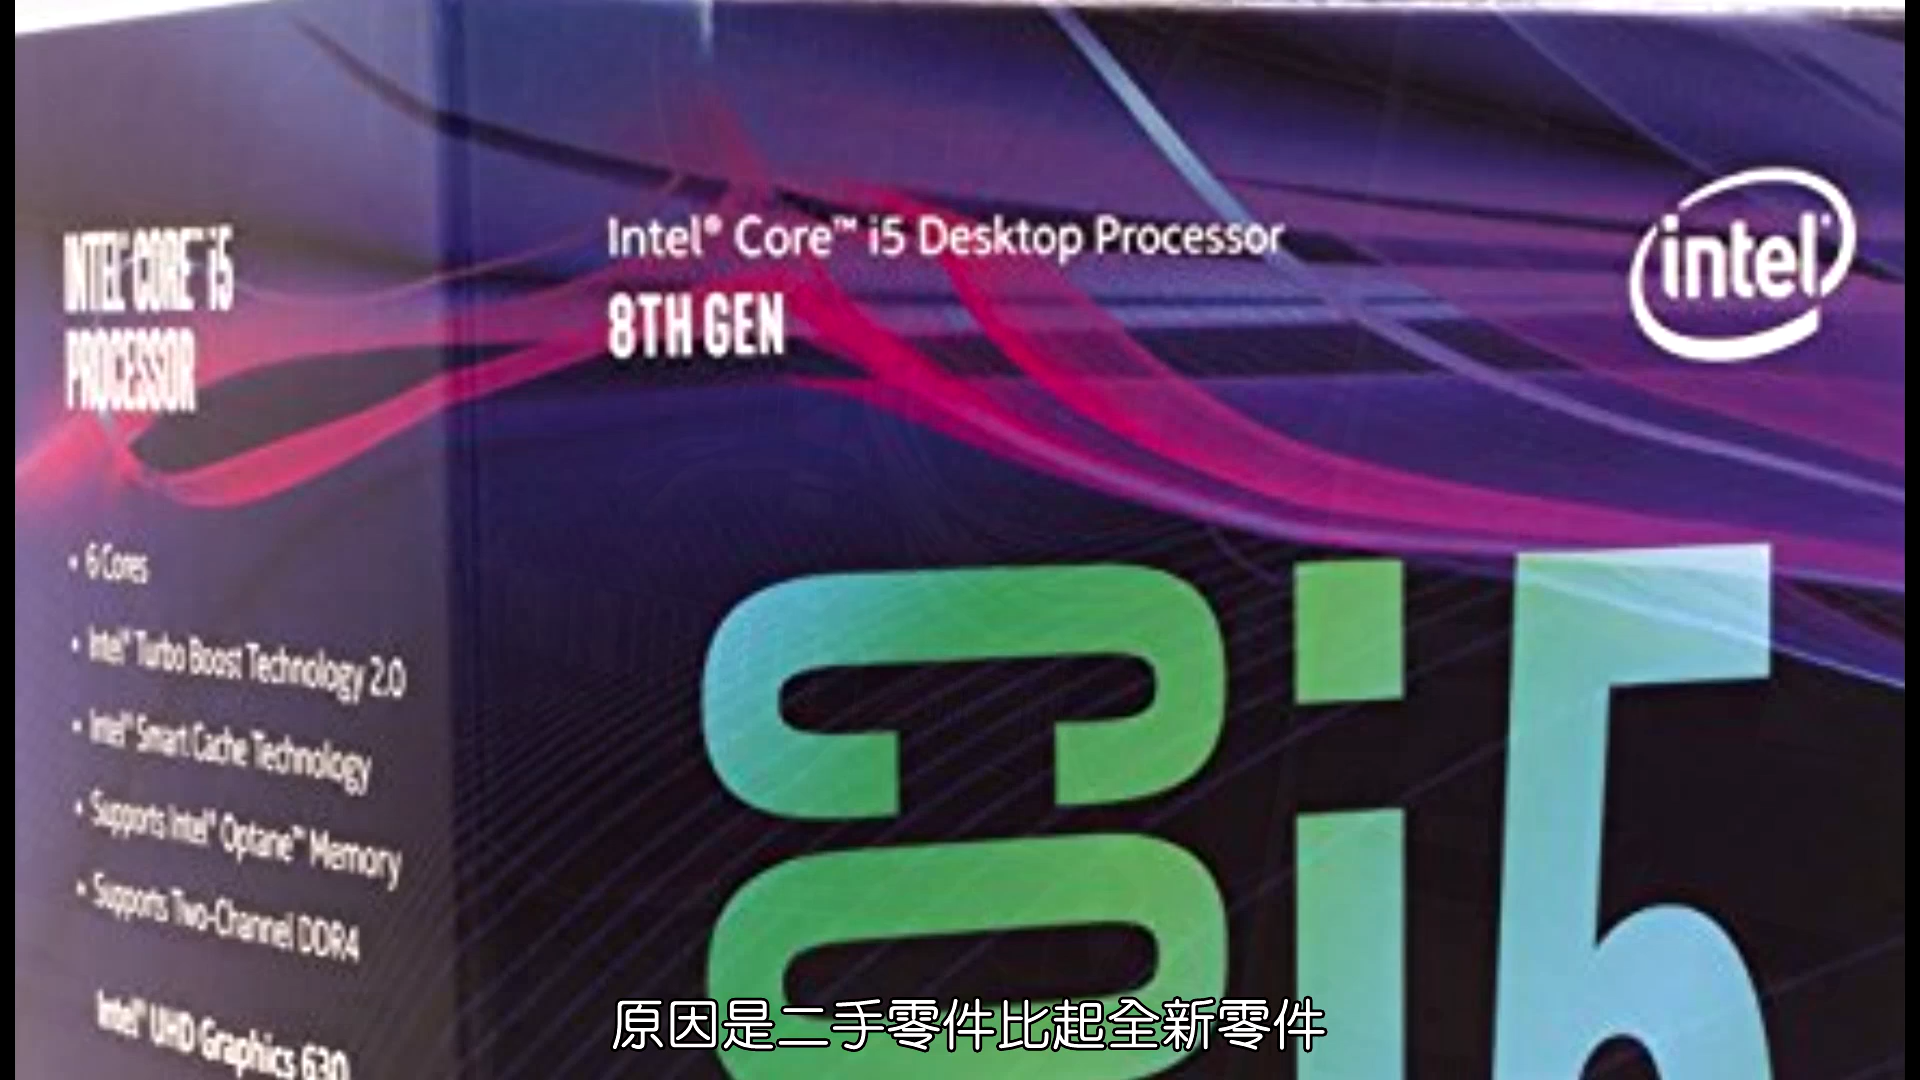 INTEL® CORE™ i5
PROCESSOR
• 6 Cores
• Intel® Turbo Boost Technology 2.0
• Intel® Smart Cache Technology
• Supports Intel® Optane™ Memory
• Supports Two-Channel DDR4
Intel® UHD Graphics 630
Intel® Core™ i5 Desktop Processor
8TH GEN
intel®
CORE i5
原因是二手零件比起全新零件